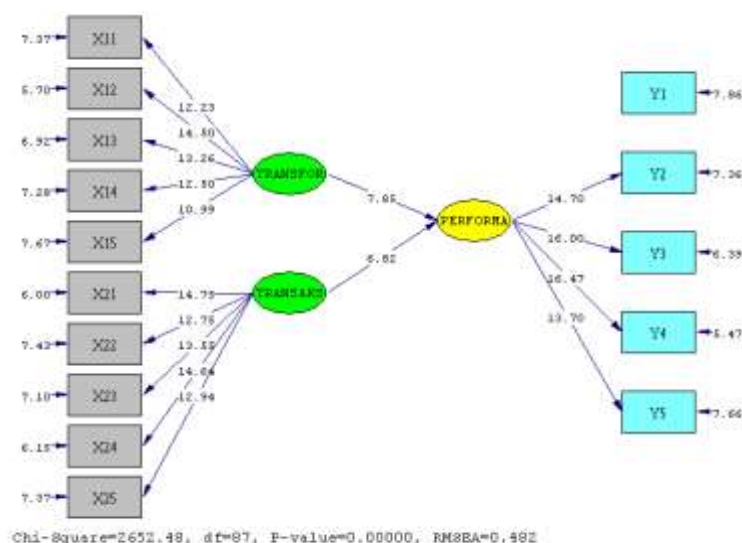 7.37 X11
5.70 X12
6.92 X13
7.28 X14
7.67 X15
6.00 X21
7.43 X22
7.10 X23
6.15 X24
7.37 X25
12.23
14.50
13.26
12.80
10.99
14.75
12.75
13.55
14.64
12.94
TRANSFOR
TRANSAKS
7.85
6.82
PERFORMA
14.70
16.00
16.47
13.70
Y1 7.86
Y2 7.36
Y3 6.39
Y4 5.47
Y5 7.66
Chi-Square=2652.48, df=87, P-value=0.00000, RMSEA=0.482